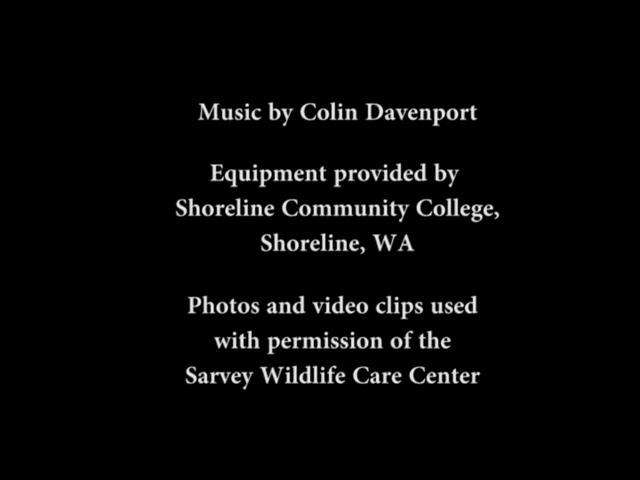 Music by Colin Davenport
Equipment provided by
Shoreline Community College,
Shoreline, WA
Photos and video clips used
with permission of the
Sarvey Wildlife Care Center